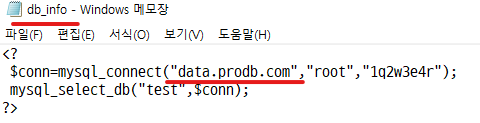 db_info - Windows 메모장
파일(F) 편집(E) 서식(O) 보기(V) 도움말(H)
<?
$conn=mysql_connect("data.prodb.com","root","1q2w3e4r");
mysql_select_db("test",$conn);
?>